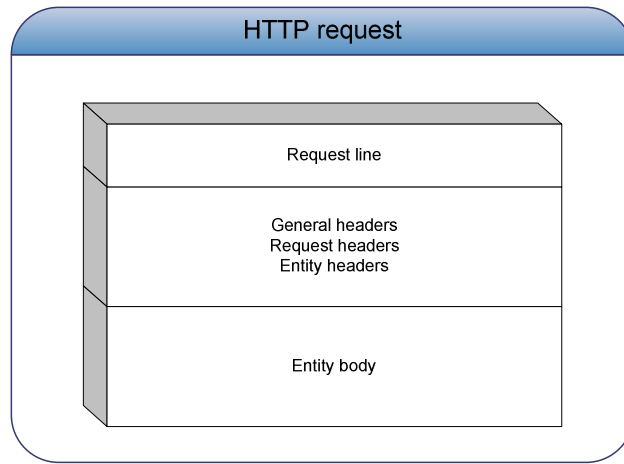 HTTP request
Request line
General headers
Request headers
Entity headers
Entity body